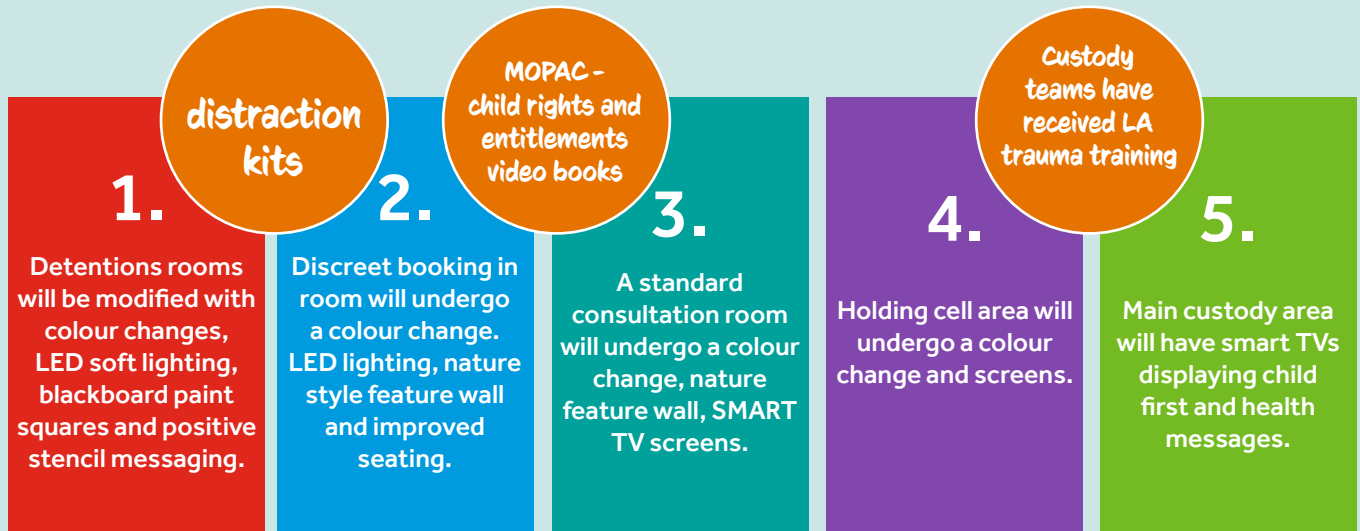 distraction
kits
MOPAC -
child rights and
entitlements
video books
Custody
teams have
received LA
trauma training
1.
Detentions rooms
will be modified with
colour changes,
LED soft lighting,
blackboard paint
squares and positive
stencil messaging.
2.
Discreet booking in
room will undergo
a colour change.
LED lighting, nature
style feature wall
and improved
seating.
3.
A standard
consultation room
will undergo a colour
change, nature
feature wall, SMART
TV screens.
4.
Holding cell area will
undergo a colour
change and screens.
5.
Main custody area
will have smart TVs
displaying child
first and health
messages.